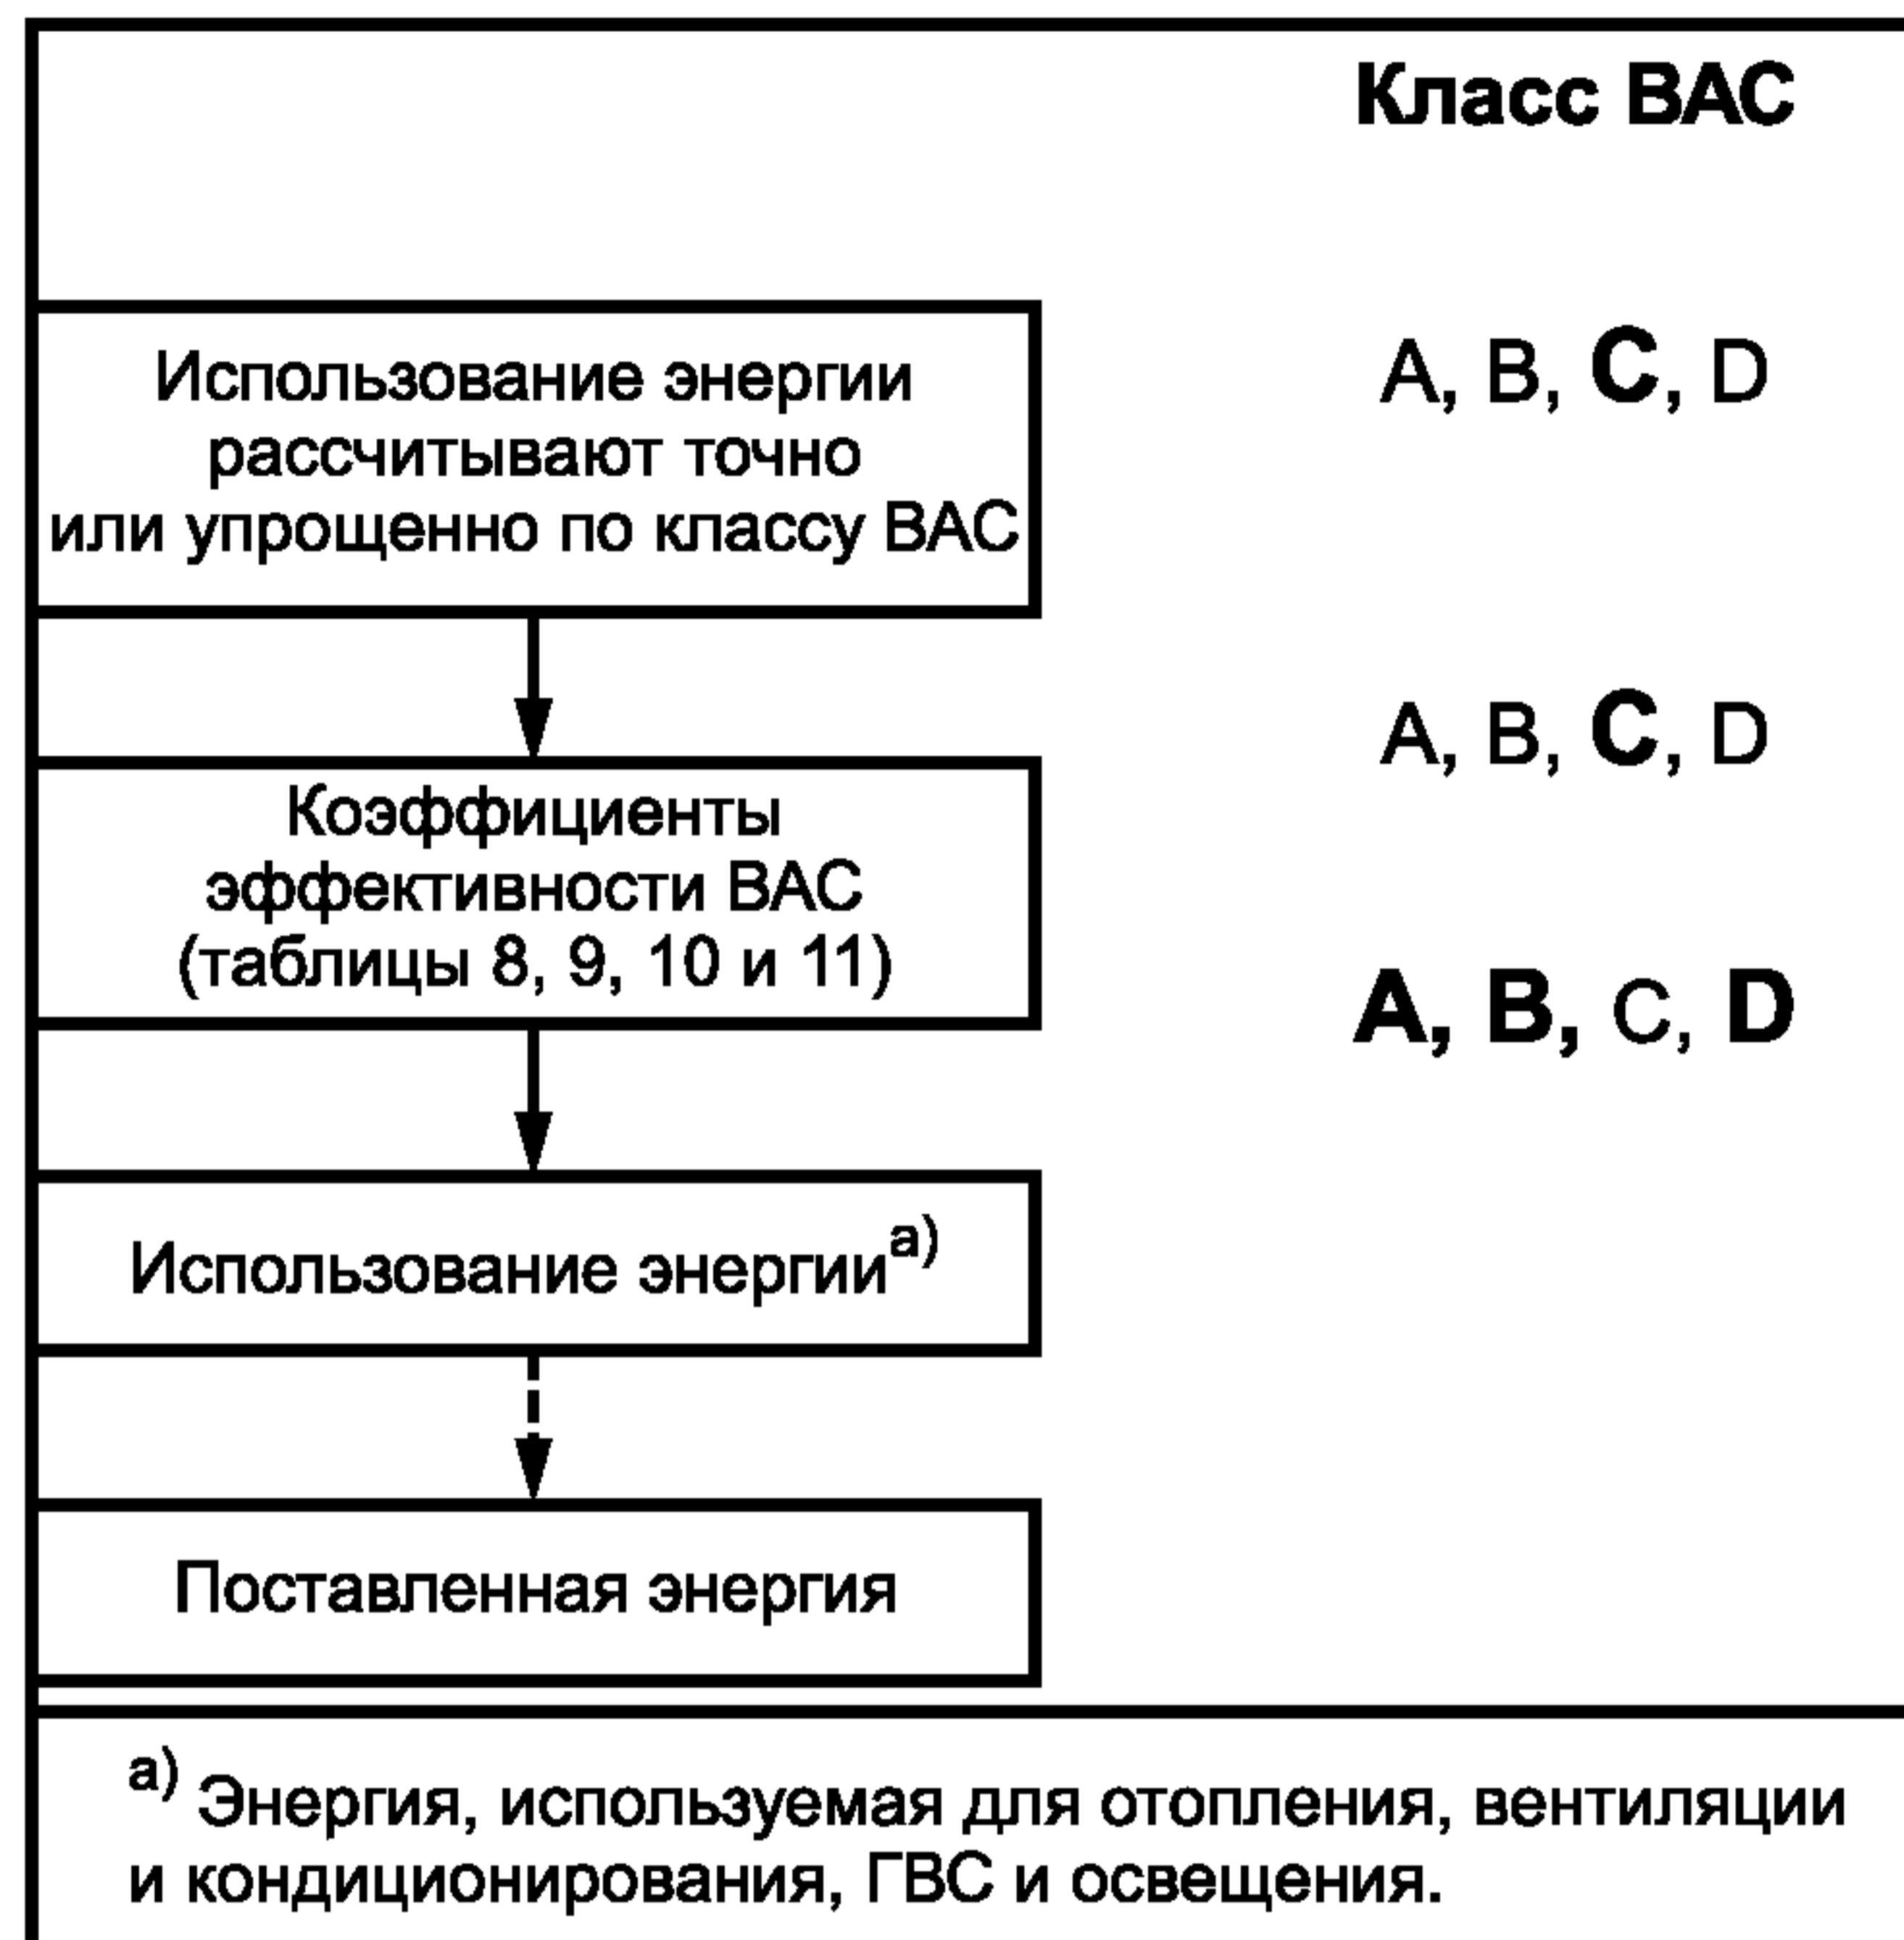 Класс BAC
Использование энергии
рассчитывают точно
или упрощенно по классу BAC
A, B, C, D
A, B, C, D
Коэффициенты
эффективности BAC
(таблицы 8, 9, 10 и 11)
A, B, C, D
Использование энергии a)
Поставленная энергия
a) Энергия, используемая для отопления, вентиляции
и кондиционирования, ГВС и освещения.